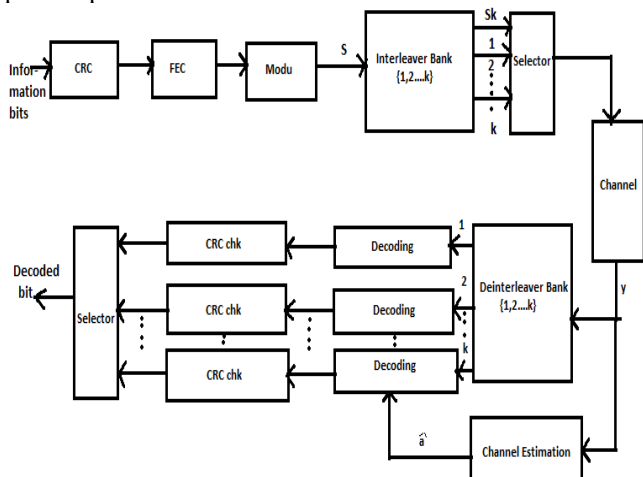 Infor-
mation
bits
CRC
FEC
Modu
S
Interleaver Bank
{1,2....k}
Sk
1
2
k
Selector
Channel
y
Decoded
bit
Selector
CRC chk
Decoding
1
CRC chk
Decoding
2
CRC chk
Decoding
k
Deinterleaver Bank
{1,2....k}
â
Channel Estimation